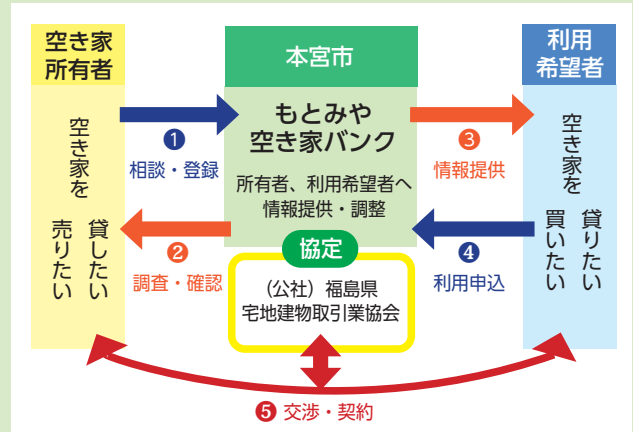 空き家
所有者
空き家を
貸したい
売りたい
❶
相談・登録
❷
調査・確認
本宮市
もとみや
空き家バンク
所有者、利用希望者へ
情報提供・調整
協定
（公社）福島県
宅地建物取引業協会
❸
情報提供
❹
利用申込
利用
希望者
空き家を
貸りたい
買いたい
❺ 交渉・契約